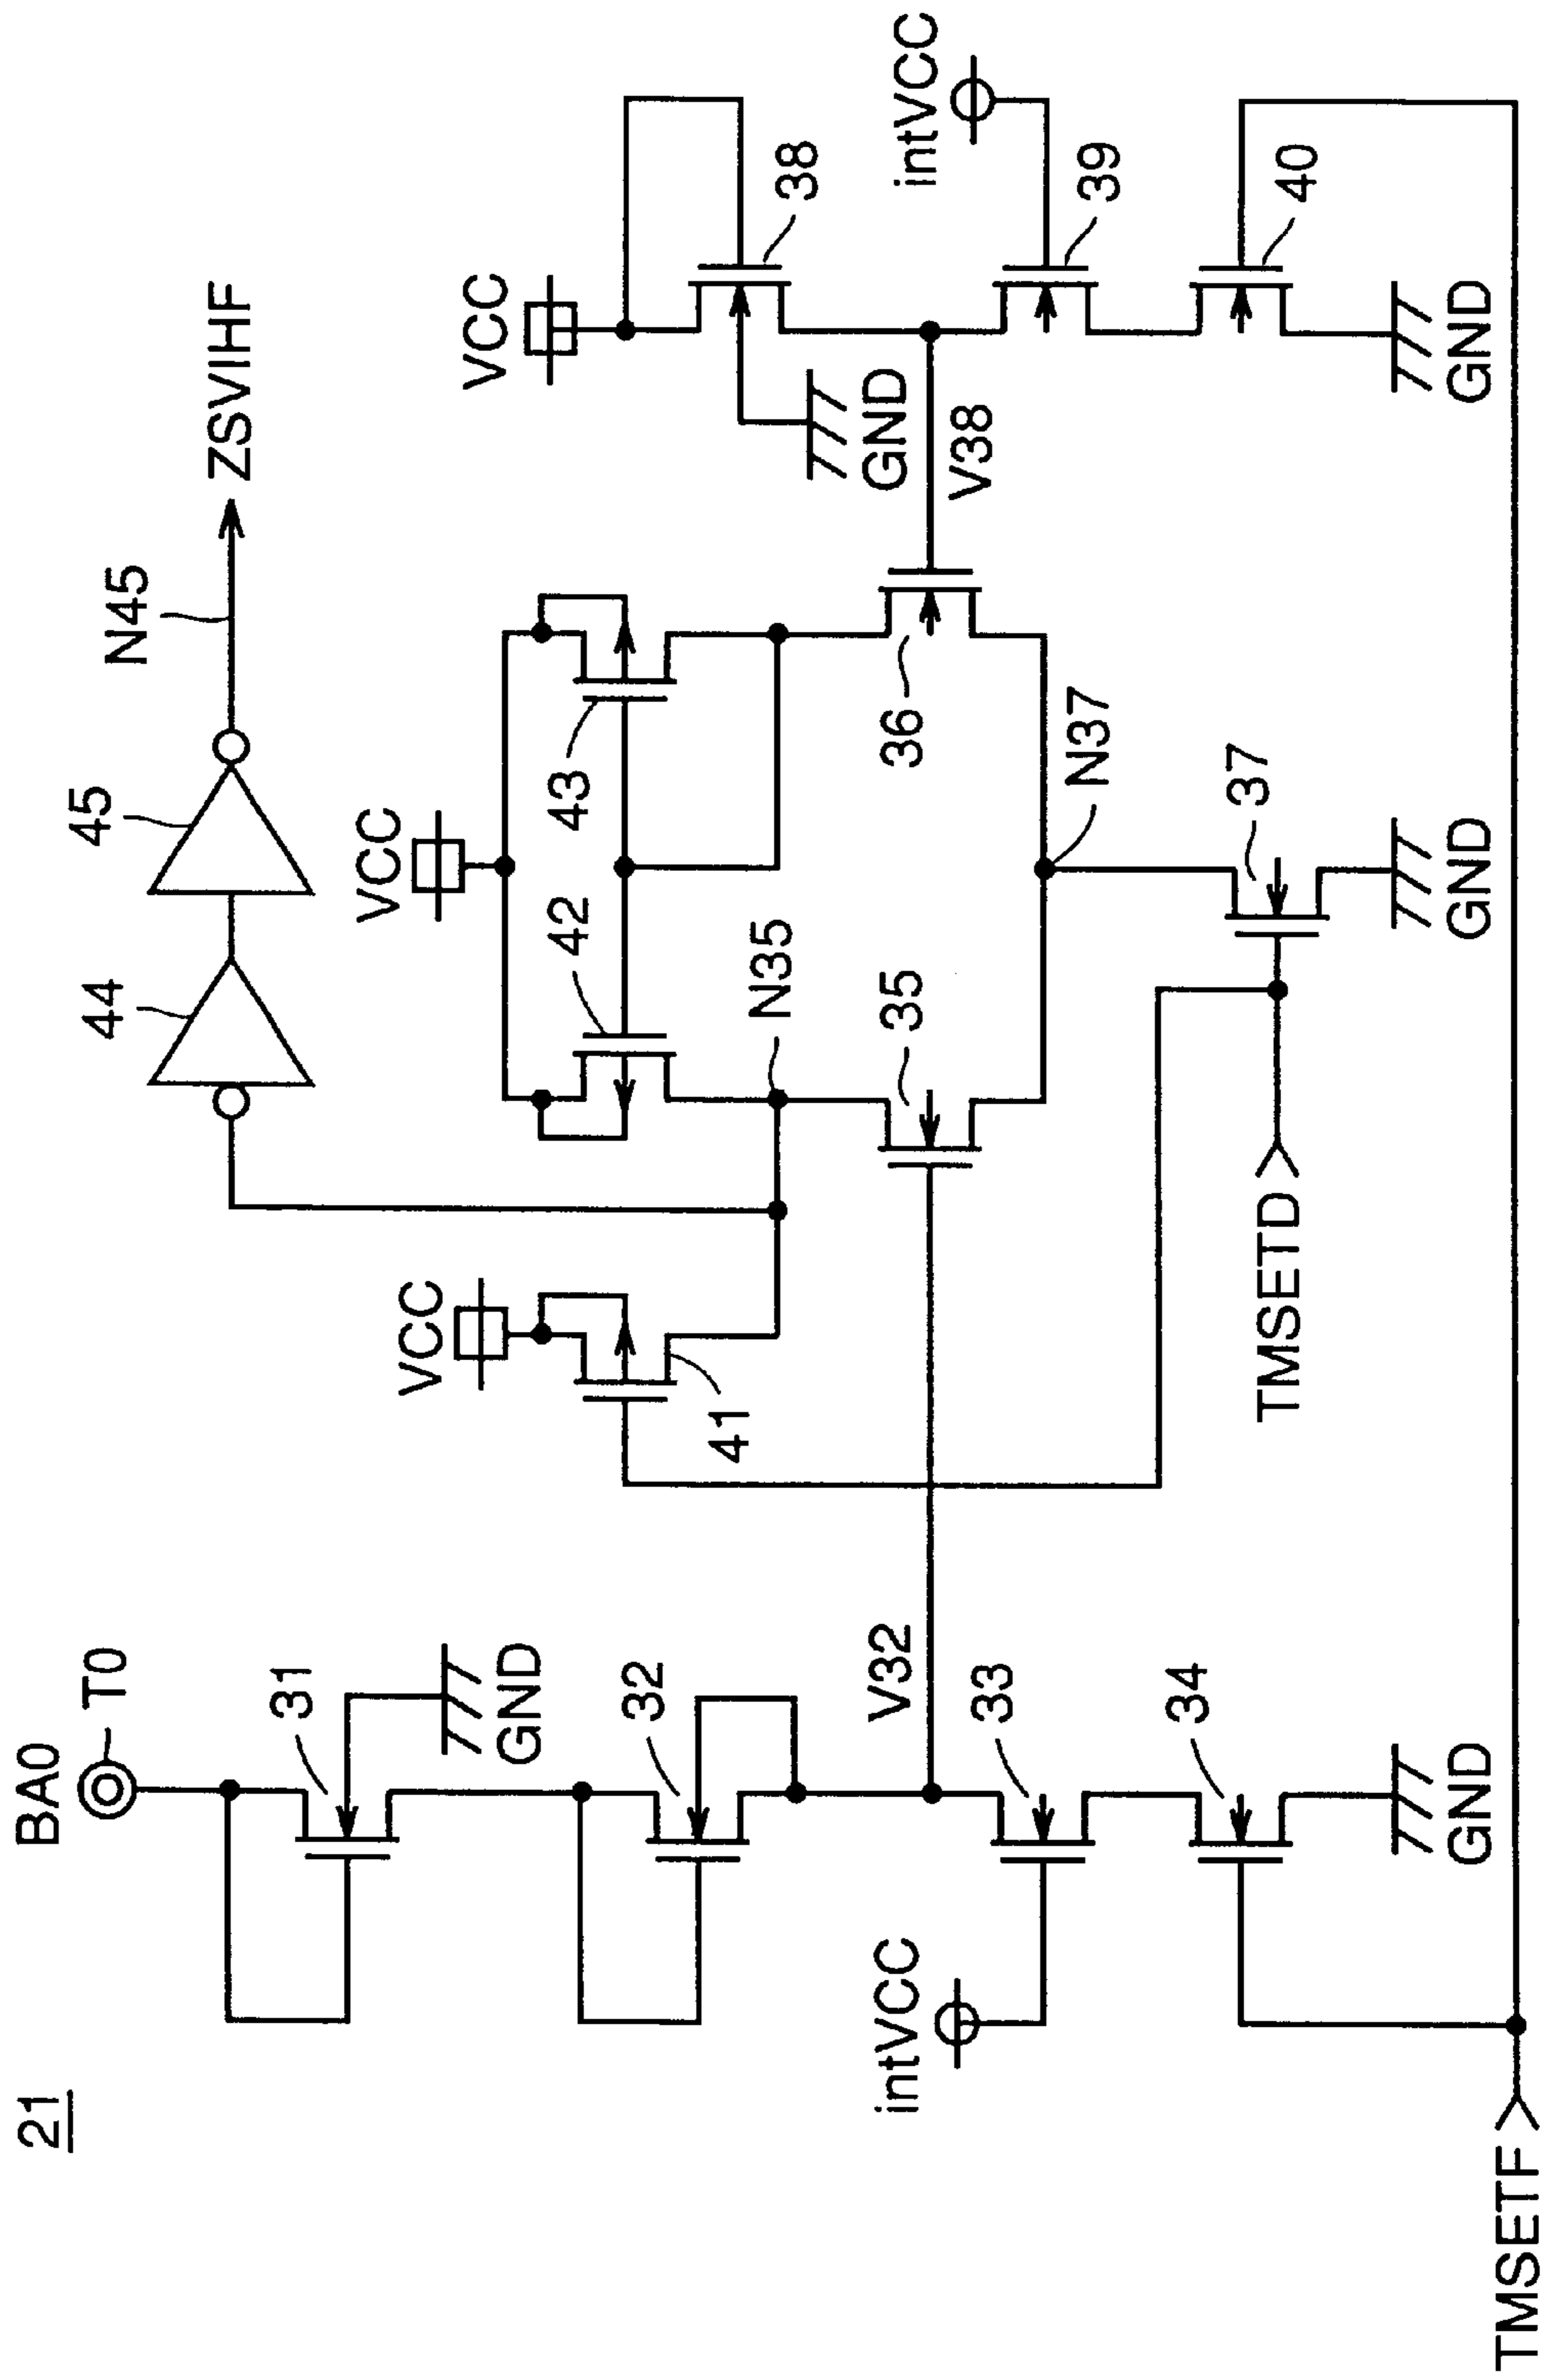 21
BA0
T0
31
GND
32
V32
intVCC
33
34
GND
TMSETF
VCC
41
44
45
N45
ZSVIHF
VCC
42
43
N35
35
36
N37
TMSETD
37
GND
VCC
38
GND
V38
intVCC
39
40
GND